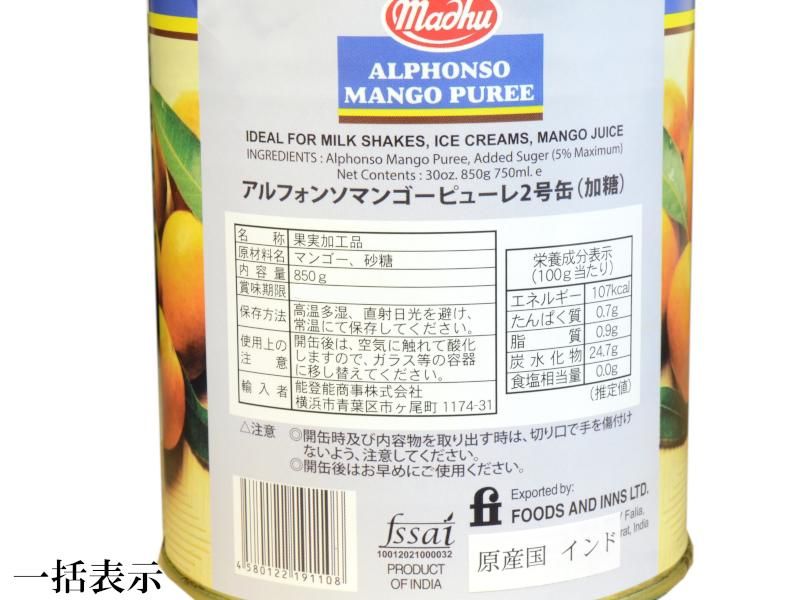 Madhu
ALPHONSO
MANGO PUREE
IDEAL FOR MILK SHAKES, ICE CREAMS, MANGO JUICE
INGREDIENTS : Alphonso Mango Puree, Added Suger (5% Maximum)
Net Contents : 30oz. 850g 750ml. e
アルフォンソマンゴーピューレ2号缶(加糖)
名称 果実加工品
原材料名 マンゴー、砂糖
内容量 850g
賞味期限
保存方法 高温多湿、直射日光を避け、
常温にて保存してください。
使用上の注意 開缶後は、空気に触れて酸化
しますので、ガラス等の容器
に移し替えてください。
輸入者 能登能商事株式会社
横浜市青葉区市ヶ尾町 1174-31
栄養成分表示
(100g当たり)
エネルギー 107kcal
たんぱく質 0.7g
脂質 0.9g
炭水化物 24.7g
食塩相当量 0.0g
(推定値)
△注意 ◎開缶時及び内容物を取り出す時は、切り口で手を傷付け
ないよう、注意してください。
◎開缶後はお早めにご使用ください。
4580122191108
fssai
10012021000032
PRODUCT
OF INDIA
fi
Exported by:
FOODS AND INNS LTD.
/ Falia,
rat, India
原産国 インド
一括表示